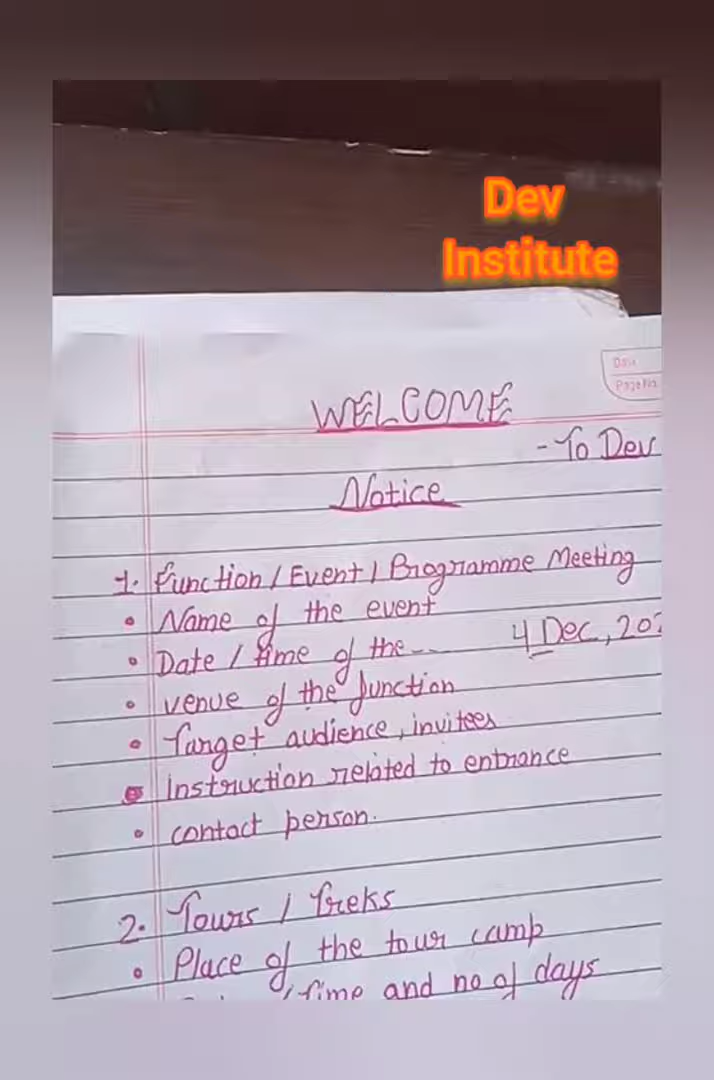 Dev
Institute
Date
Page No.
WELCOME
- To Dev
Notice
1. Function / Event / Programme Meeting
• Name of the event
• Date / time of the --- 4 Dec, 202
• venue of the function
• Target audience, invitees
• instruction related to entrance
• contact person.
2. Tours / Treks
• Place of the tour camp
/ Time and no of days